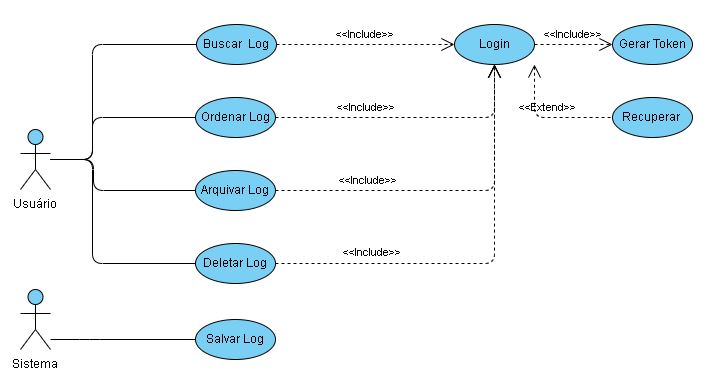 Buscar Log
<<Include>>
Login
<<Include>>
Gerar Token
Ordenar Log
<<Include>>
<<Extend>>
Recuperar
Usuário
Arquivar Log
<<Include>>
Deletar Log
<<Include>>
Sistema
Salvar Log